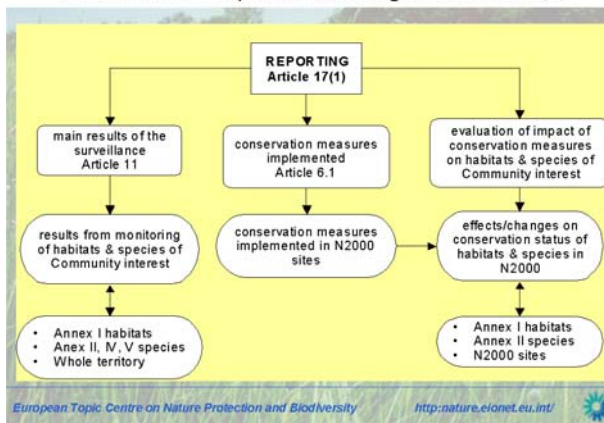 REPORTING
Article 17(1)
main results of the
surveillance
Article 11
conservation measures
implemented
Article 6.1
evaluation of impact of
conservation measures
on habitats & species of
Community interest
results from monitoring
of habitats & species of
Community interest
conservation measures
implemented in N2000
sites
effects/changes on
conservation status of
habitats & species in
N2000
• Annex I habitats
• Anex II, IV, V species
• Whole territory
• Annex I habitats
• Annex II species
• N2000 sites
European Topic Centre on Nature Protection and Biodiversity
http:nature.eionet.eu.int/